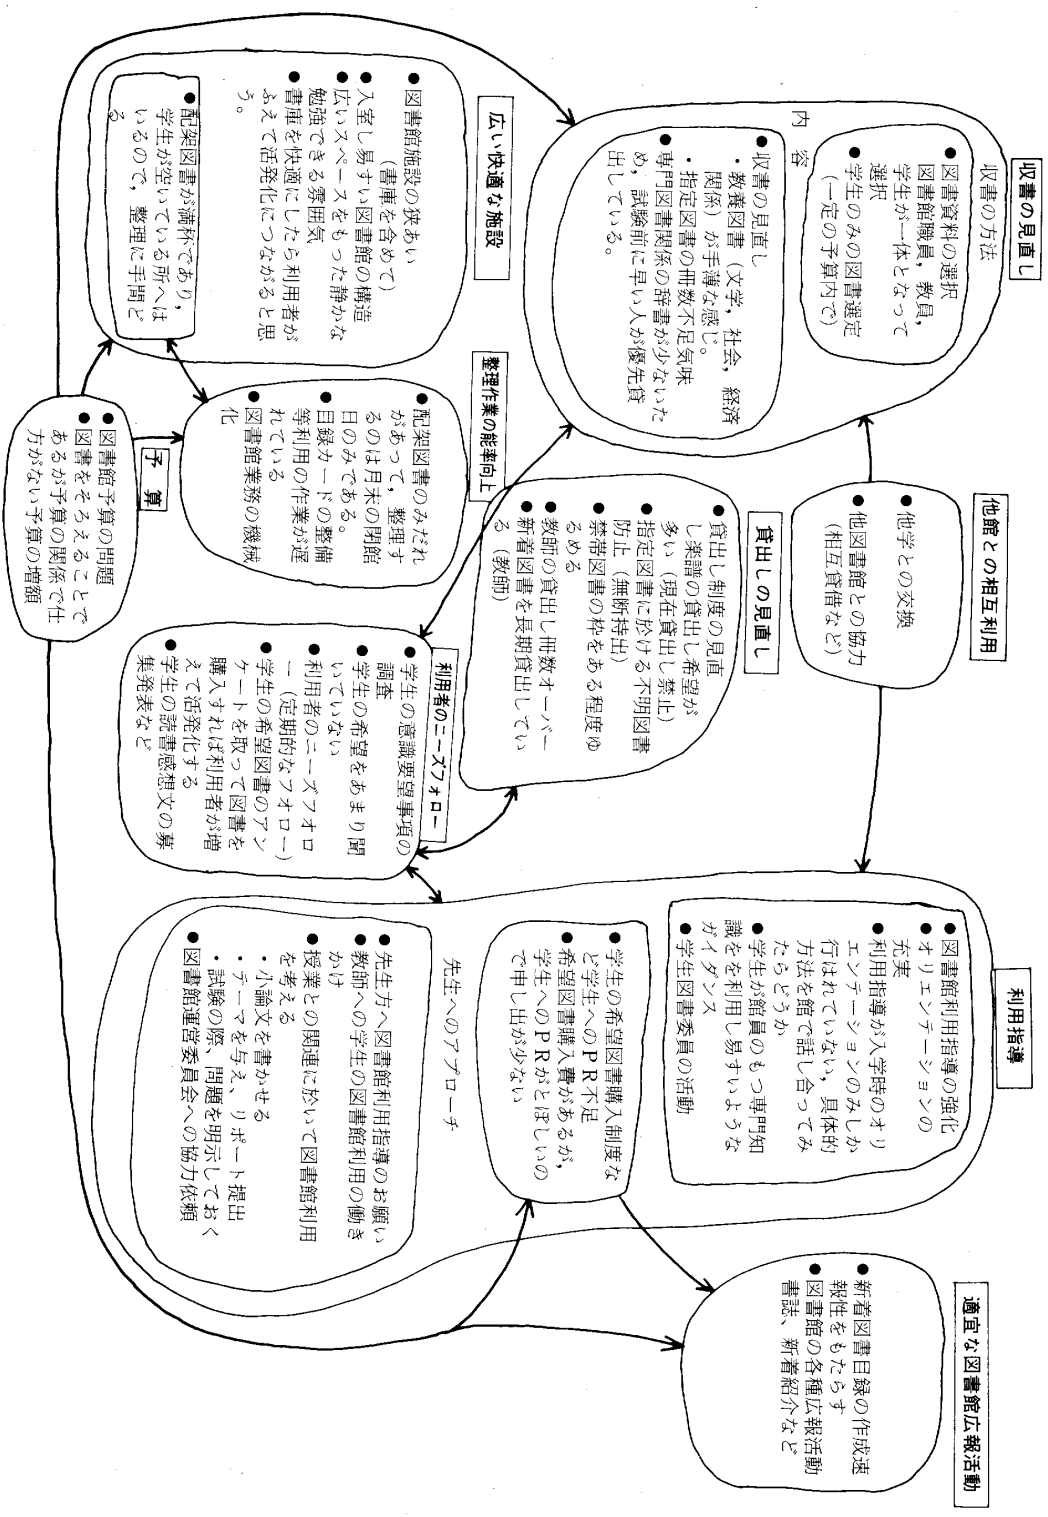 収書の見直し
収書の方法
●図書資料の選択
図書館職員，教員，
学生が一体となって
選択
●学生のみの図書選定
（一定の予算内で）
内容
●収書の見直し
・教養図書（文学，社会，経済
関係）が手薄な感じ。
・指定図書の冊数不足気味
●専門図書関係の辞書が少ないた
め，試験前に早い人が優先貸
出している。
他館との相互利用
●他学との交換
●他図書館との協力
（相互貸借など）
利用指導
●図書館利用指導の強化
●オリエンテーションの
充実
●利用指導が入学時のオリ
エンテーションのみしか
行はれていない，具体的
方法を館で話し合ってみ
たらどうか
●学生が館員のもつ専門知
識をを利用し易すいような
ガイダンス
●学生図書委員の活動
●学生の希望図書購入制度な
ど学生へのPR不足
●希望図書購入費があるが，
学生へのPRがとぼしいの
で申し出が少ない
先生へのアプローチ
●先生方へ図書館利用指導のお願い
●教師への学生の図書館利用の働き
かけ
●授業との関連に於いて図書館利用
を考える
・小論文を書かせる
・テーマを与え、リポート提出
・試験の際、問題を明示しておく
●図書館運営委員会への協力依頼
適宜な図書館広報活動
●新着図書目録の作成速
報性をもたらす
●図書館の各種広報活動
書誌、新着紹介など
広い快適な施設
●図書館施設の狭あい
（書庫を含めて）
●入室し易すい図書館の構造
●広いスペースをもった静かな
勉強できる雰囲気
●書庫を快適にしたら利用者が
ふえて活発化につながると思
う。
●配架図書が満杯であり，
学生が空いている所へは
いるので，整理に手間ど
る
整理作業の能率向上
●配架図書のみだれ
があって，整理す
るのは月末の閉館
日のみである。
●目録カードの整備
等利用の作業が遅
れている
●図書館業務の機械
化
貸出しの見直し
●貸出し制度の見直
し楽譜の貸出し希望が
多い（現在貸出し禁止）
●指定図書に於ける不明図書
防止（無断持出）
●禁帯図書の枠をある程度ゆ
るめる
●教師の貸出し冊数オーバー
●新着図書を長期貸出してい
る（教師）
利用者のニーズフォロー
●学生の意識要望事項の
調査
●学生の希望をあまり聞
いていない
●利用者のニーズフオロ
ー（定期的なフォロー）
●学生の希望図書のアン
ケートを取って図書を
購入すれば利用者が増
えて活発化する
●学生の読書感想文の募
集発表など
予算
●図書館予算の問題
●図書をそろえることで
あるが予算の関係で仕
方がない予算の増額